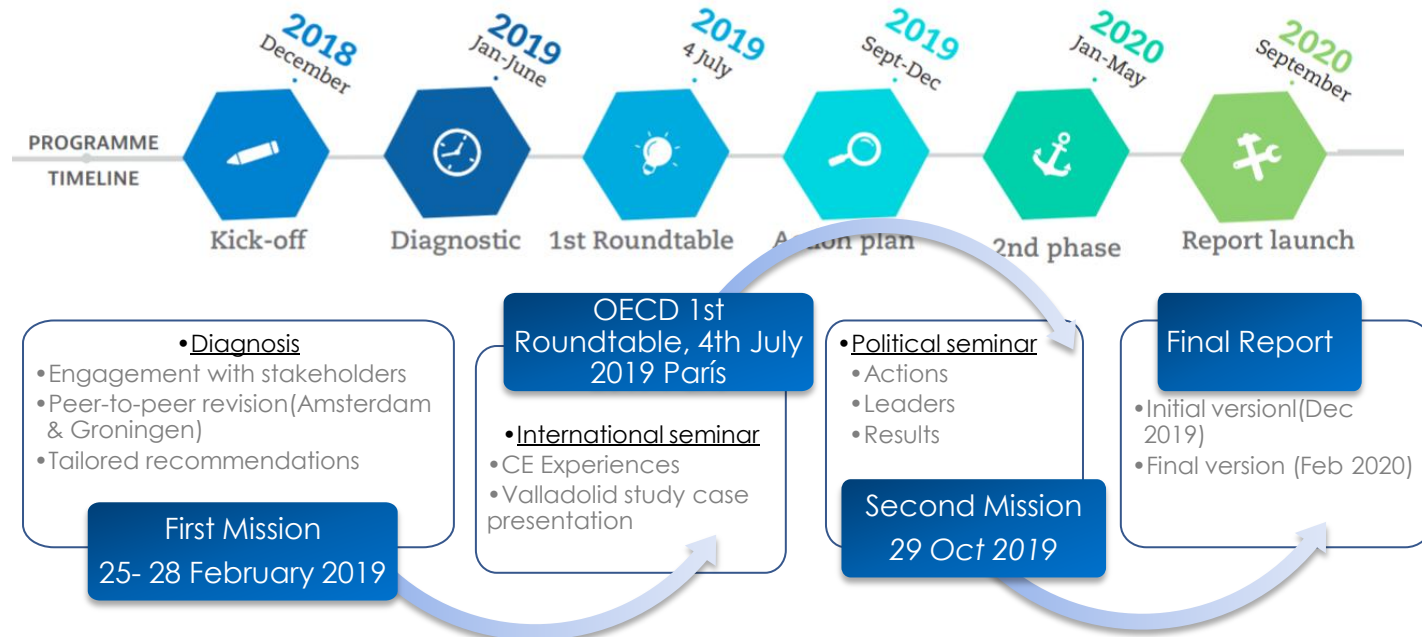 2018
December
2019
Jan-June
2019
4 July
2019
Sept-Dec
2020
Jan-May
2020
September
PROGRAMME
TIMELINE
Kick-off
Diagnostic
1st Roundtable
Action plan
2nd phase
Report launch
•Diagnosis
•Engagement with stakeholders
•Peer-to-peer revision(Amsterdam
& Groningen)
•Tailored recommendations
First Mission
25- 28 February 2019
OECD 1st
Roundtable, 4th July
2019 París
•International seminar
•CE Experiences
•Valladolid study case
presentation
•Political seminar
•Actions
•Leaders
•Results
Second Mission
29 Oct 2019
Final Report
•Initial versionl(Dec
2019)
•Final version (Feb 2020)